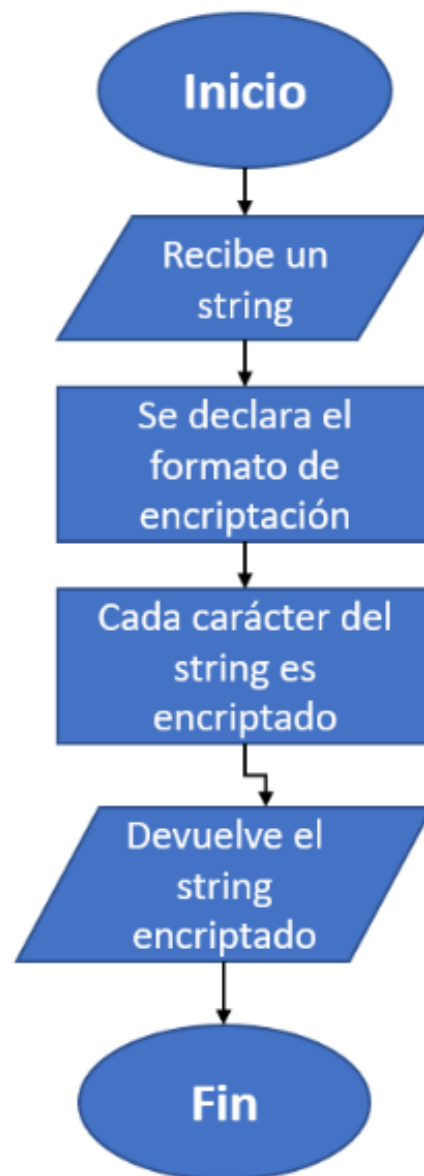 Inicio
Recibe un
string
Se declara el
formato de
encriptación
Cada carácter del
string es
encriptado
Devuelve el
string
encriptado
Fin